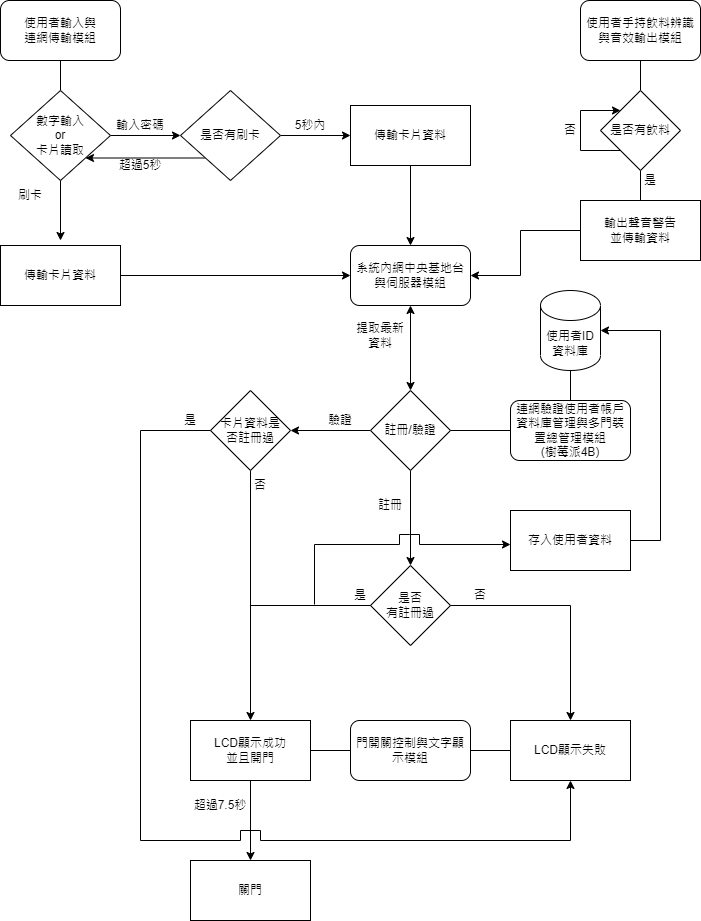 使用者輸入與
連網傳輸模組
使用者手持飲料辨識
與音效輸出模組
數字輸入
or
卡片讀取
輸入密碼
是否有刷卡
5秒內
傳輸卡片資料
否
是否有飲料
超過5秒
刷卡
是
輸出聲音警告
並傳輸資料
傳輸卡片資料
系統內網中央基地台
與伺服器模組
提取最新
資料
使用者ID
資料庫
是
卡片資料是
否註冊過
驗證
註冊/驗證
連網驗證使用者帳戶
資料庫管理與多門裝
置總管理模組
(樹莓派4B)
否
註冊
存入使用者資料
是
是否
有註冊過
否
LCD顯示成功
並且開門
門開關控制與文字顯
示模組
LCD顯示失敗
超過7.5秒
關門